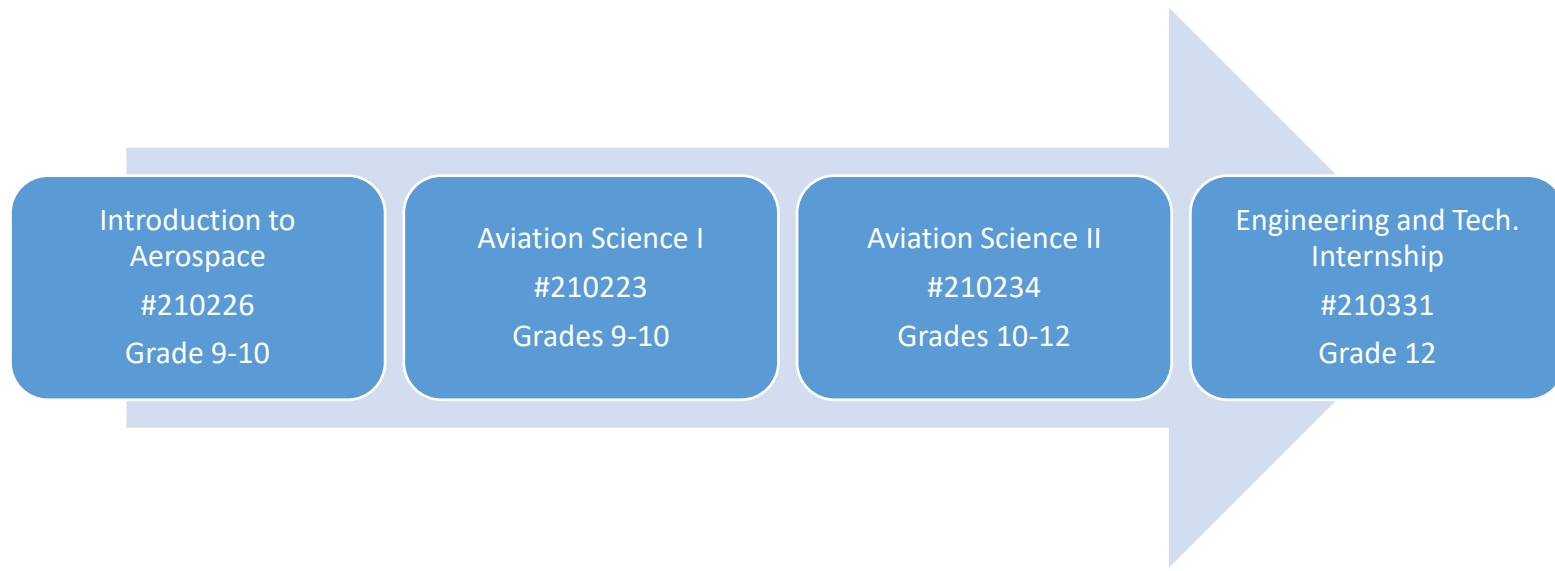 Introduction to
Aerospace
#210226
Grade 9-10
Aviation Science I
#210223
Grades 9-10
Aviation Science II
#210234
Grades 10-12
Engineering and Tech.
Internship
#210331
Grade 12